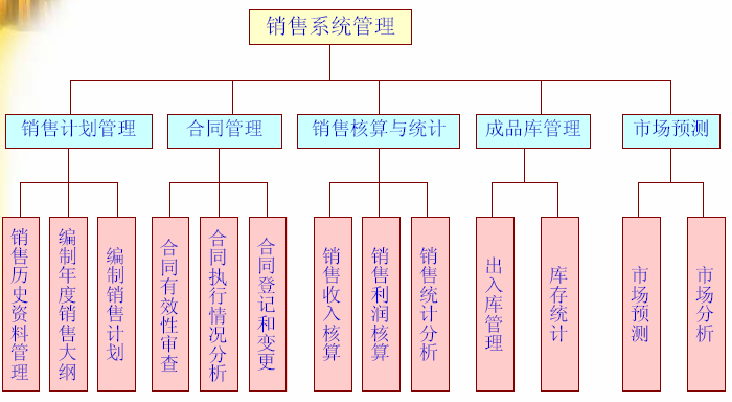 销售系统管理
销售计划管理
合同管理
销售核算与统计
成品库管理
市场预测
销售历史资料管理
编制年度销售大纲
编制销售计划
合同有效性审查
合同执行情况分析
合同登记和变更
销售收入核算
销售利润核算
销售统计分析
出入库管理
库存统计
市场预测
市场分析